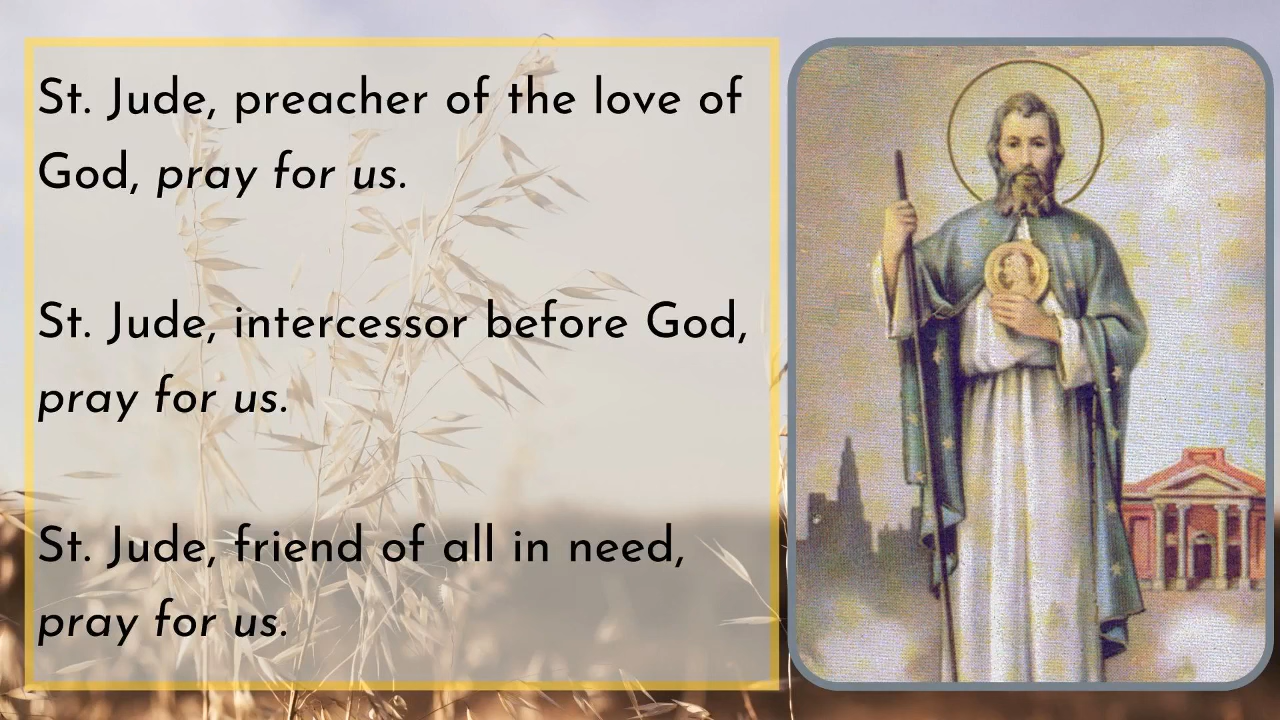 St. Jude, preacher of the love of
God, pray for us.
St. Jude, intercessor before God,
pray for us.
St. Jude, friend of all in need,
pray for us.